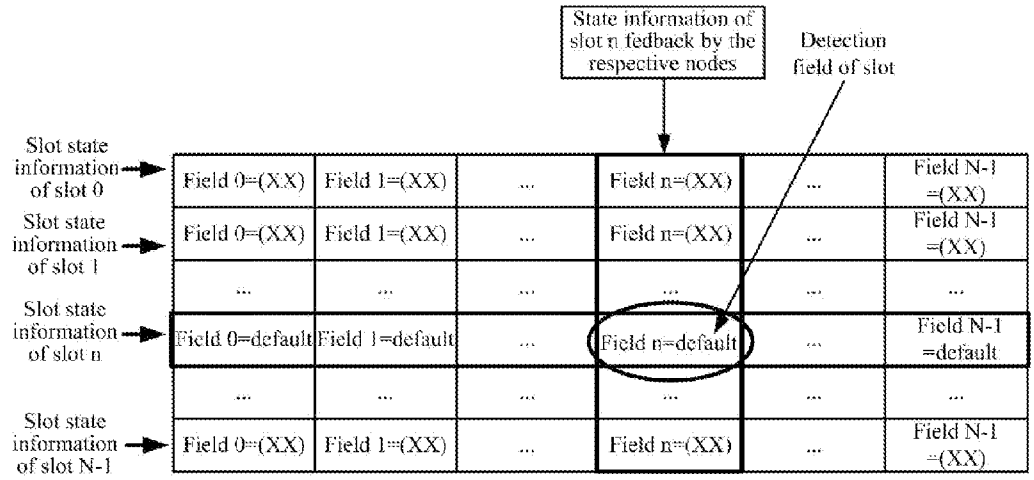 State information of
slot n fedback by the
respective nodes
Detection
field of slot
Slot state
information
of slot 0
Field 0=(XX) Field 1=(XX) ... Field n=(XX) ... Field N-1
=(XX)
Slot state
information
of slot 1
Field 0=(XX) Field 1=(XX) ... Field n=(XX) ... Field N-1
=(XX)
... ... ... ... ... ...
Slot state
information
of slot n
Field 0=default Field 1=default ... Field n=default ... Field N-1
=default
... ... ... ... ... ...
Slot state
information
of slot N-1
Field 0=(XX) Field 1=(XX) ... Field n=(XX) ... Field N-1
=(XX)